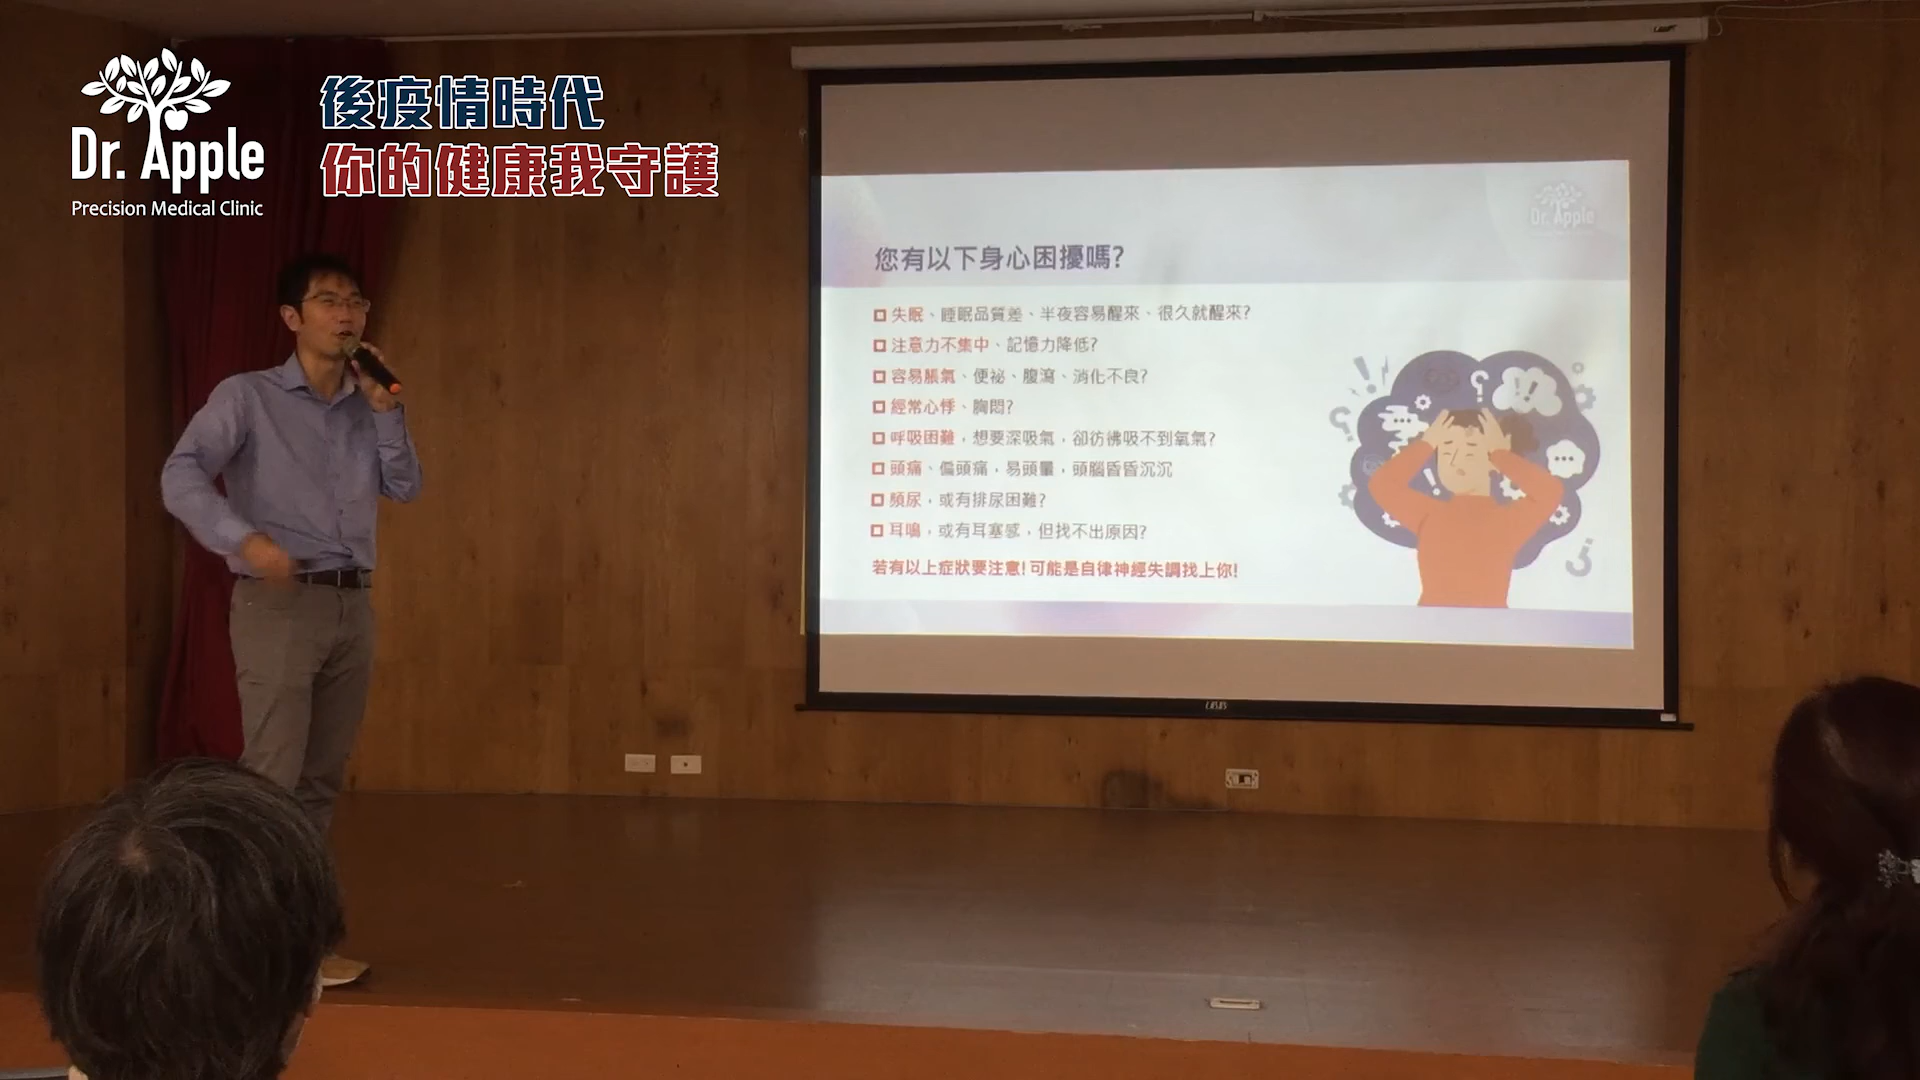 Dr. Apple
Precision Medical Clinic
後疫情時代
你的健康我守護
Dr. Apple
您有以下身心困擾嗎?
失眠、睡眠品質差、半夜容易醒來、很久就醒來?
注意力不集中、記憶力降低?
容易脹氣、便祕、腹瀉、消化不良?
經常心悸、胸悶?
呼吸困難，想要深吸氣，卻彷彿吸不到氧氣?
頭痛、偏頭痛，易頭暈，頭腦昏昏沉沉
頻尿，或有排尿困難?
耳鳴，或有耳塞感，但找不出原因?
若有以上症狀要注意! 可能是自律神經失調找上你!